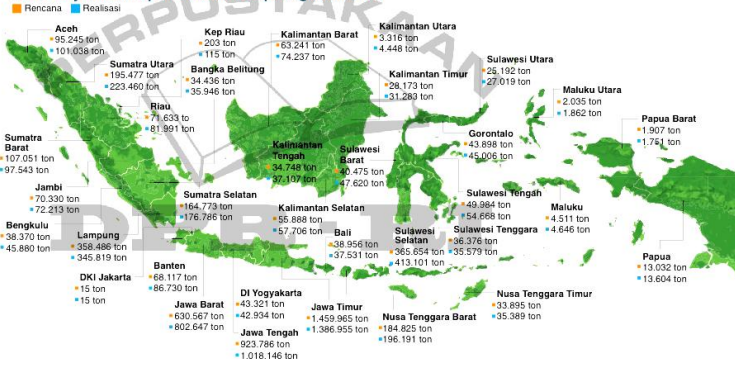 Rencana Realisasi
Aceh
95.245 ton
101.038 ton
Sumatra Utara
195.477 ton
223.460 ton
Kep Riau
203 ton
115 ton
Bangka Belitung
34.436 ton
35.946 ton
Riau
71.633 to
81.991 ton
Kalimantan Barat
63.241 ton
74.237 ton
Kalimantan Utara
3.316 ton
4.448 ton
Kalimantan Timur
28.173 ton
31.283 ton
Sulawesi Utara
25.192 ton
27.019 ton
Maluku Utara
2.035 ton
1.862 ton
Papua Barat
1.907 ton
1.751 ton
Gorontalo
43.898 ton
45.006 ton
Sumatra
Barat
107.051 ton
97.543 ton
Kalimantan
Tengah
34.748 ton
37.107 ton
Sulawesi
Barat
40.475 ton
47.620 ton
Jambi
70.330 ton
72.213 ton
Sumatra Selatan
164.773 ton
176.786 ton
Kalimantan Selatan
55.888 ton
57.706 ton
Sulawesi Tengah
49.984 ton
54.668 ton
Maluku
4.511 ton
4.646 ton
Bengkulu
38.370 ton
45.880 ton
Lampung
358.486 ton
345.819 ton
Bali
38.956 ton
37.531 ton
Sulawesi
Selatan
365.654 ton
413.101 ton
Sulawesi Tenggara
36.376 ton
35.579 ton
Papua
13.032 ton
13.604 ton
DKI Jakarta
15 ton
15 ton
Banten
68.117 ton
86.730 ton
Jawa Barat
630.567 ton
802.647 ton
DI Yogyakarta
43.321 ton
42.934 ton
Jawa Tengah
923.786 ton
1.018.146 ton
Jawa Timur
1.459.965 ton
1.386.955 ton
Nusa Tenggara Barat
184.825 ton
196.191 ton
Nusa Tenggara Timur
33.895 ton
35.389 ton
PERPUSTAKAAN